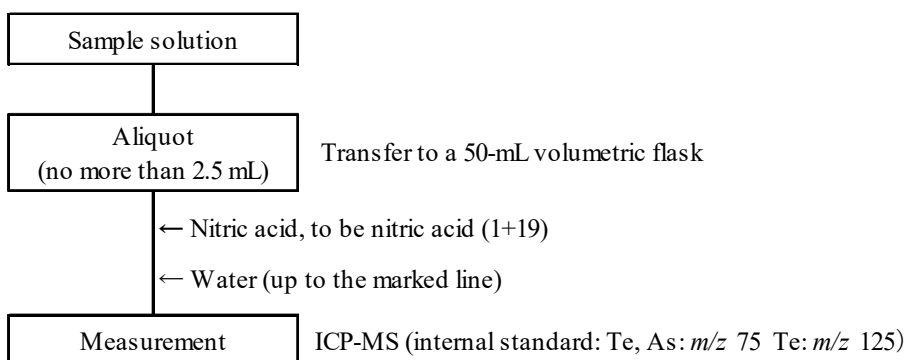 Sample solution
Aliquot
(no more than 2.5 mL)
Transfer to a 50-mL volumetric flask
← Nitric acid, to be nitric acid (1+19)
← Water (up to the marked line)
Measurement
ICP-MS (internal standard: Te, As: m/z 75 Te: m/z 125)